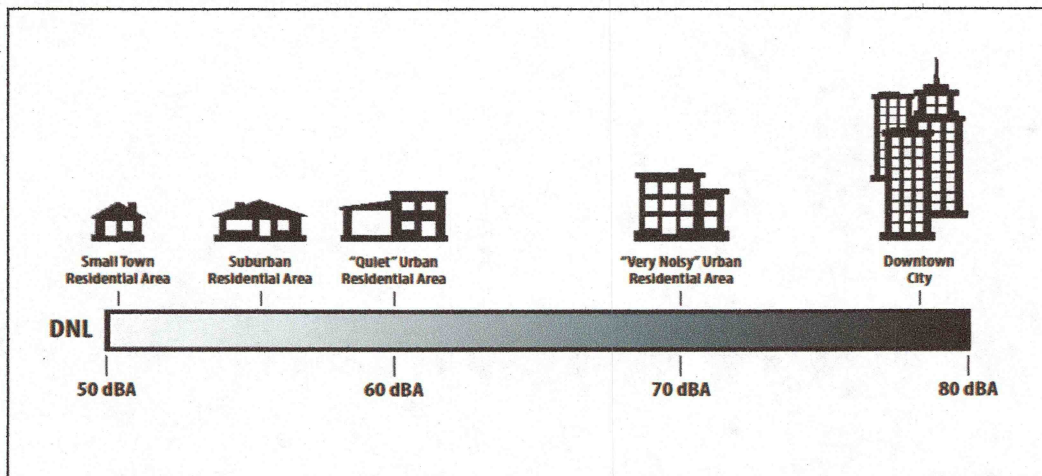 Small Town
Residential Area
Suburban
Residential Area
"Quiet" Urban
Residential Area
"Very Noisy" Urban
Residential Area
Downtown
City
DNL
50 dBA
60 dBA
70 dBA
80 dBA